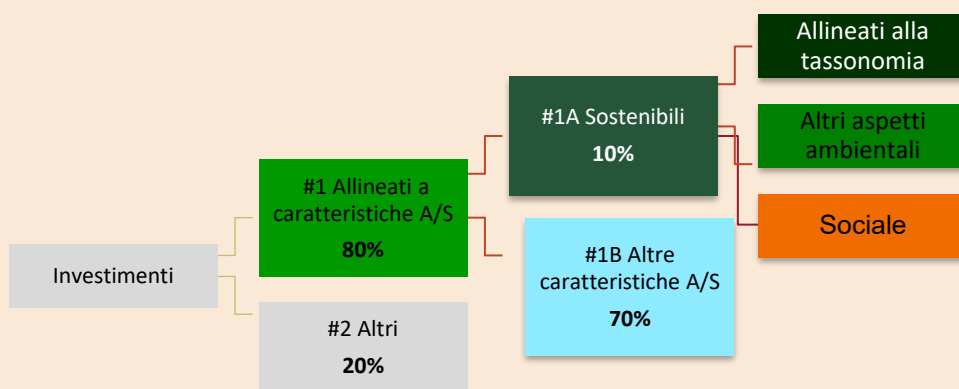 Investimenti
#1 Allineati a
caratteristiche A/S
80%
#2 Altri
20%
#1A Sostenibili
10%
#1B Altre
caratteristiche A/S
70%
Allineati alla
tassonomia
Altri aspetti
ambientali
Sociale